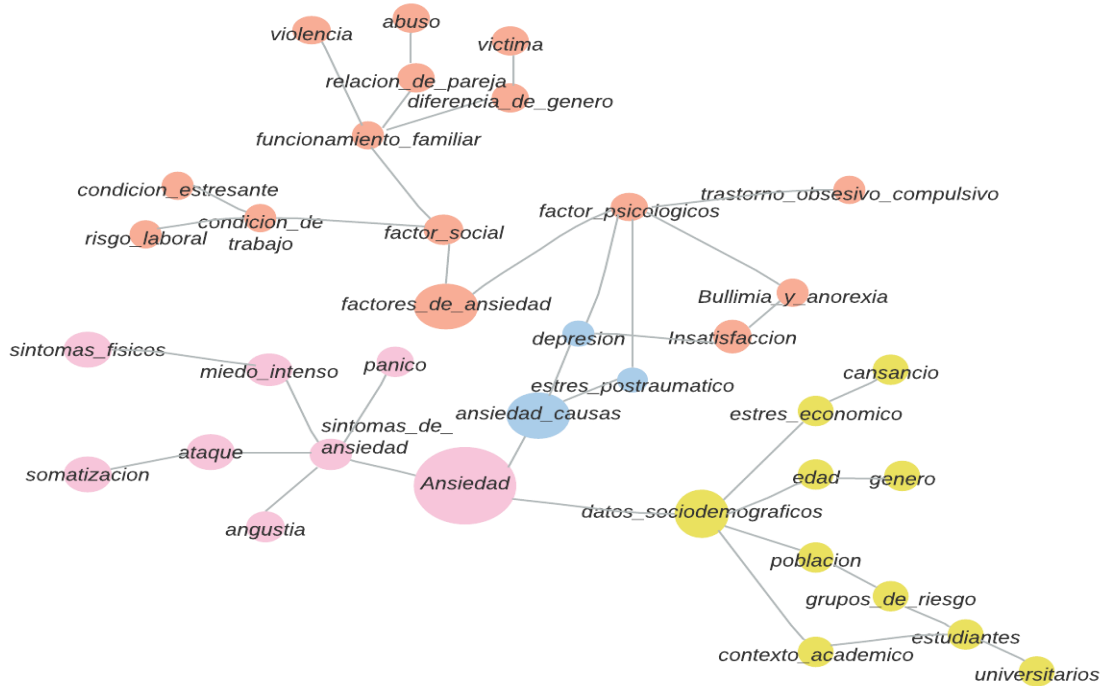 abuso
violencia
victima
relacion_de_pareja
diferencia_de_genero
funcionamiento_familiar
condicion_estresante
trastorno_obsesivo_compulsivo
factor_psicologicos
condicion_de
trabajo
risgo_laboral
factor_social
Bullimia_y_anorexia
factores_de_ansiedad
depresion
Insatisfaccion
sintomas_fisicos
miedo_intenso
panico
cansancio
estres_postraumatico
ansiedad_causas
estres_economico
sintomas_de_
ansiedad
ataque
somatizacion
Ansiedad
edad
genero
datos_sociodemograficos
angustia
poblacion
grupos_de_riesgo
estudiantes
contexto_academico
universitarios